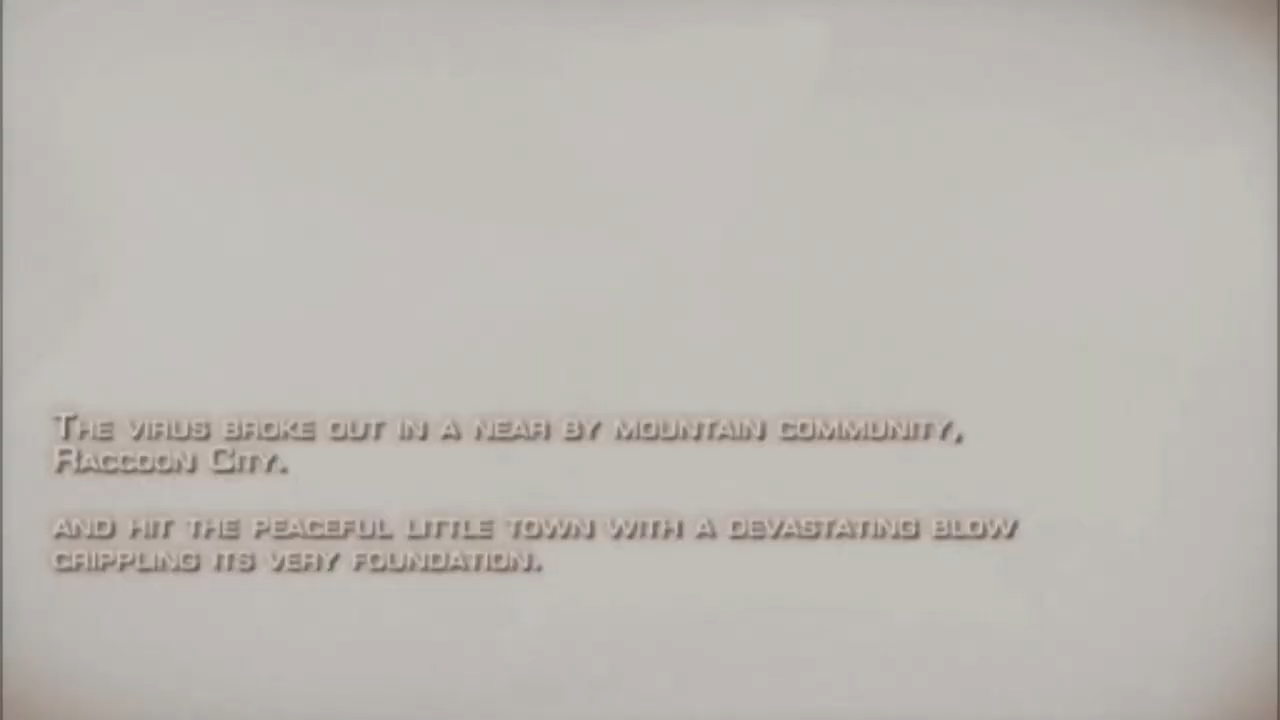 The virus broke out in a near by mountain community,
Raccoon City.
and hit the peaceful little town with a devastating blow
crippling its very foundation.